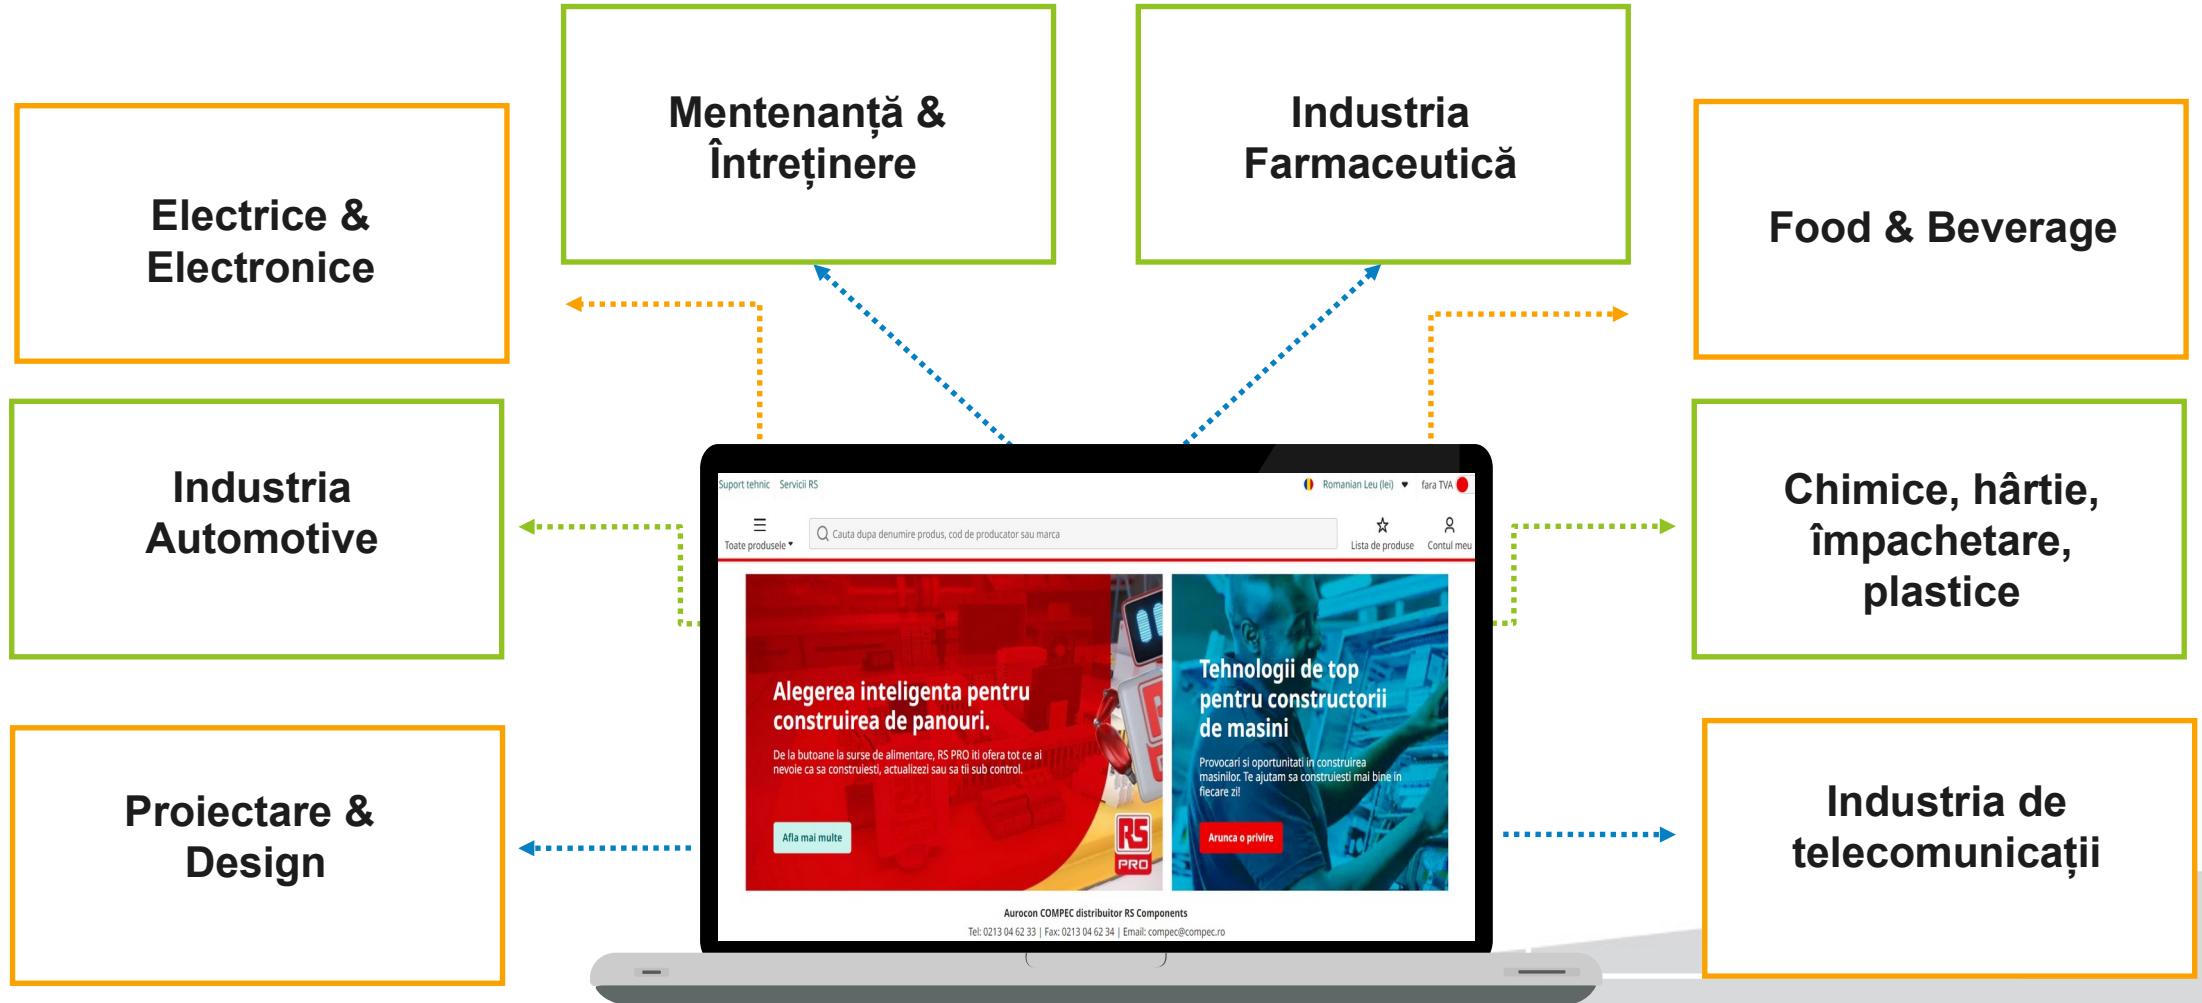 Mentenanță &
Întreținere
Industria
Farmaceutică
Electrice &
Electronice
Food & Beverage
Industria
Automotive
Chimice, hârtie,
împachetare,
plastice
Proiectare &
Design
Industria de
telecomunicații
Suport tehnic Servicii RS
Romanian Leu (lei) fara TVA
Toate produsele
Cauta dupa denumire produs, cod de producator sau marca
Lista de produse Contul meu
Alegerea inteligenta pentru
construirea de panouri.
De la butoane la surse de alimentare, RS PRO iti ofera tot ce ai
nevoie ca sa construiesti, actualizezi sau sa tii sub control.
Afla mai multe
RS
PRO
Tehnologii de top
pentru constructorii
de masini
Provocari si oportunitati in construirea
masinilor. Te ajutam sa construiesti mai bine in
fiecare zi!
Arunca o privire
Aurocon COMPEC distribuitor RS Components
Tel: 0213 04 62 33 | Fax: 0213 04 62 34 | Email: compec@compec.ro